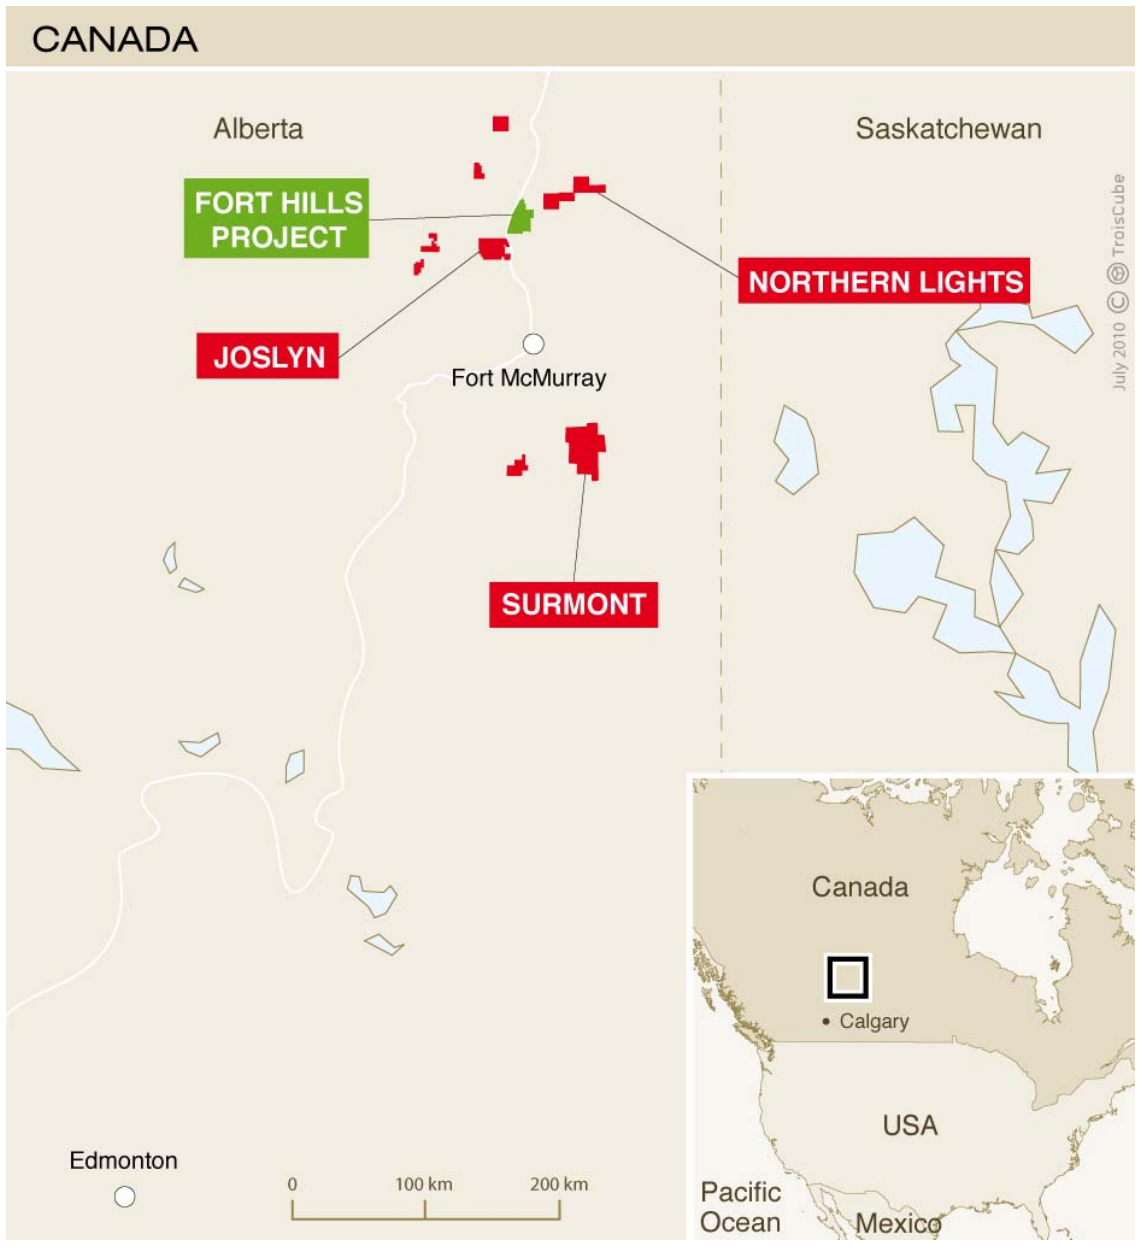 CANADA
Alberta
Saskatchewan
FORT HILLS
PROJECT
NORTHERN LIGHTS
JOSLYN
Fort McMurray
SURMONT
July 2010 © TroisCube
Edmonton
0 100 km 200 km
Canada
Calgary
USA
Pacific
Ocean
Mexico